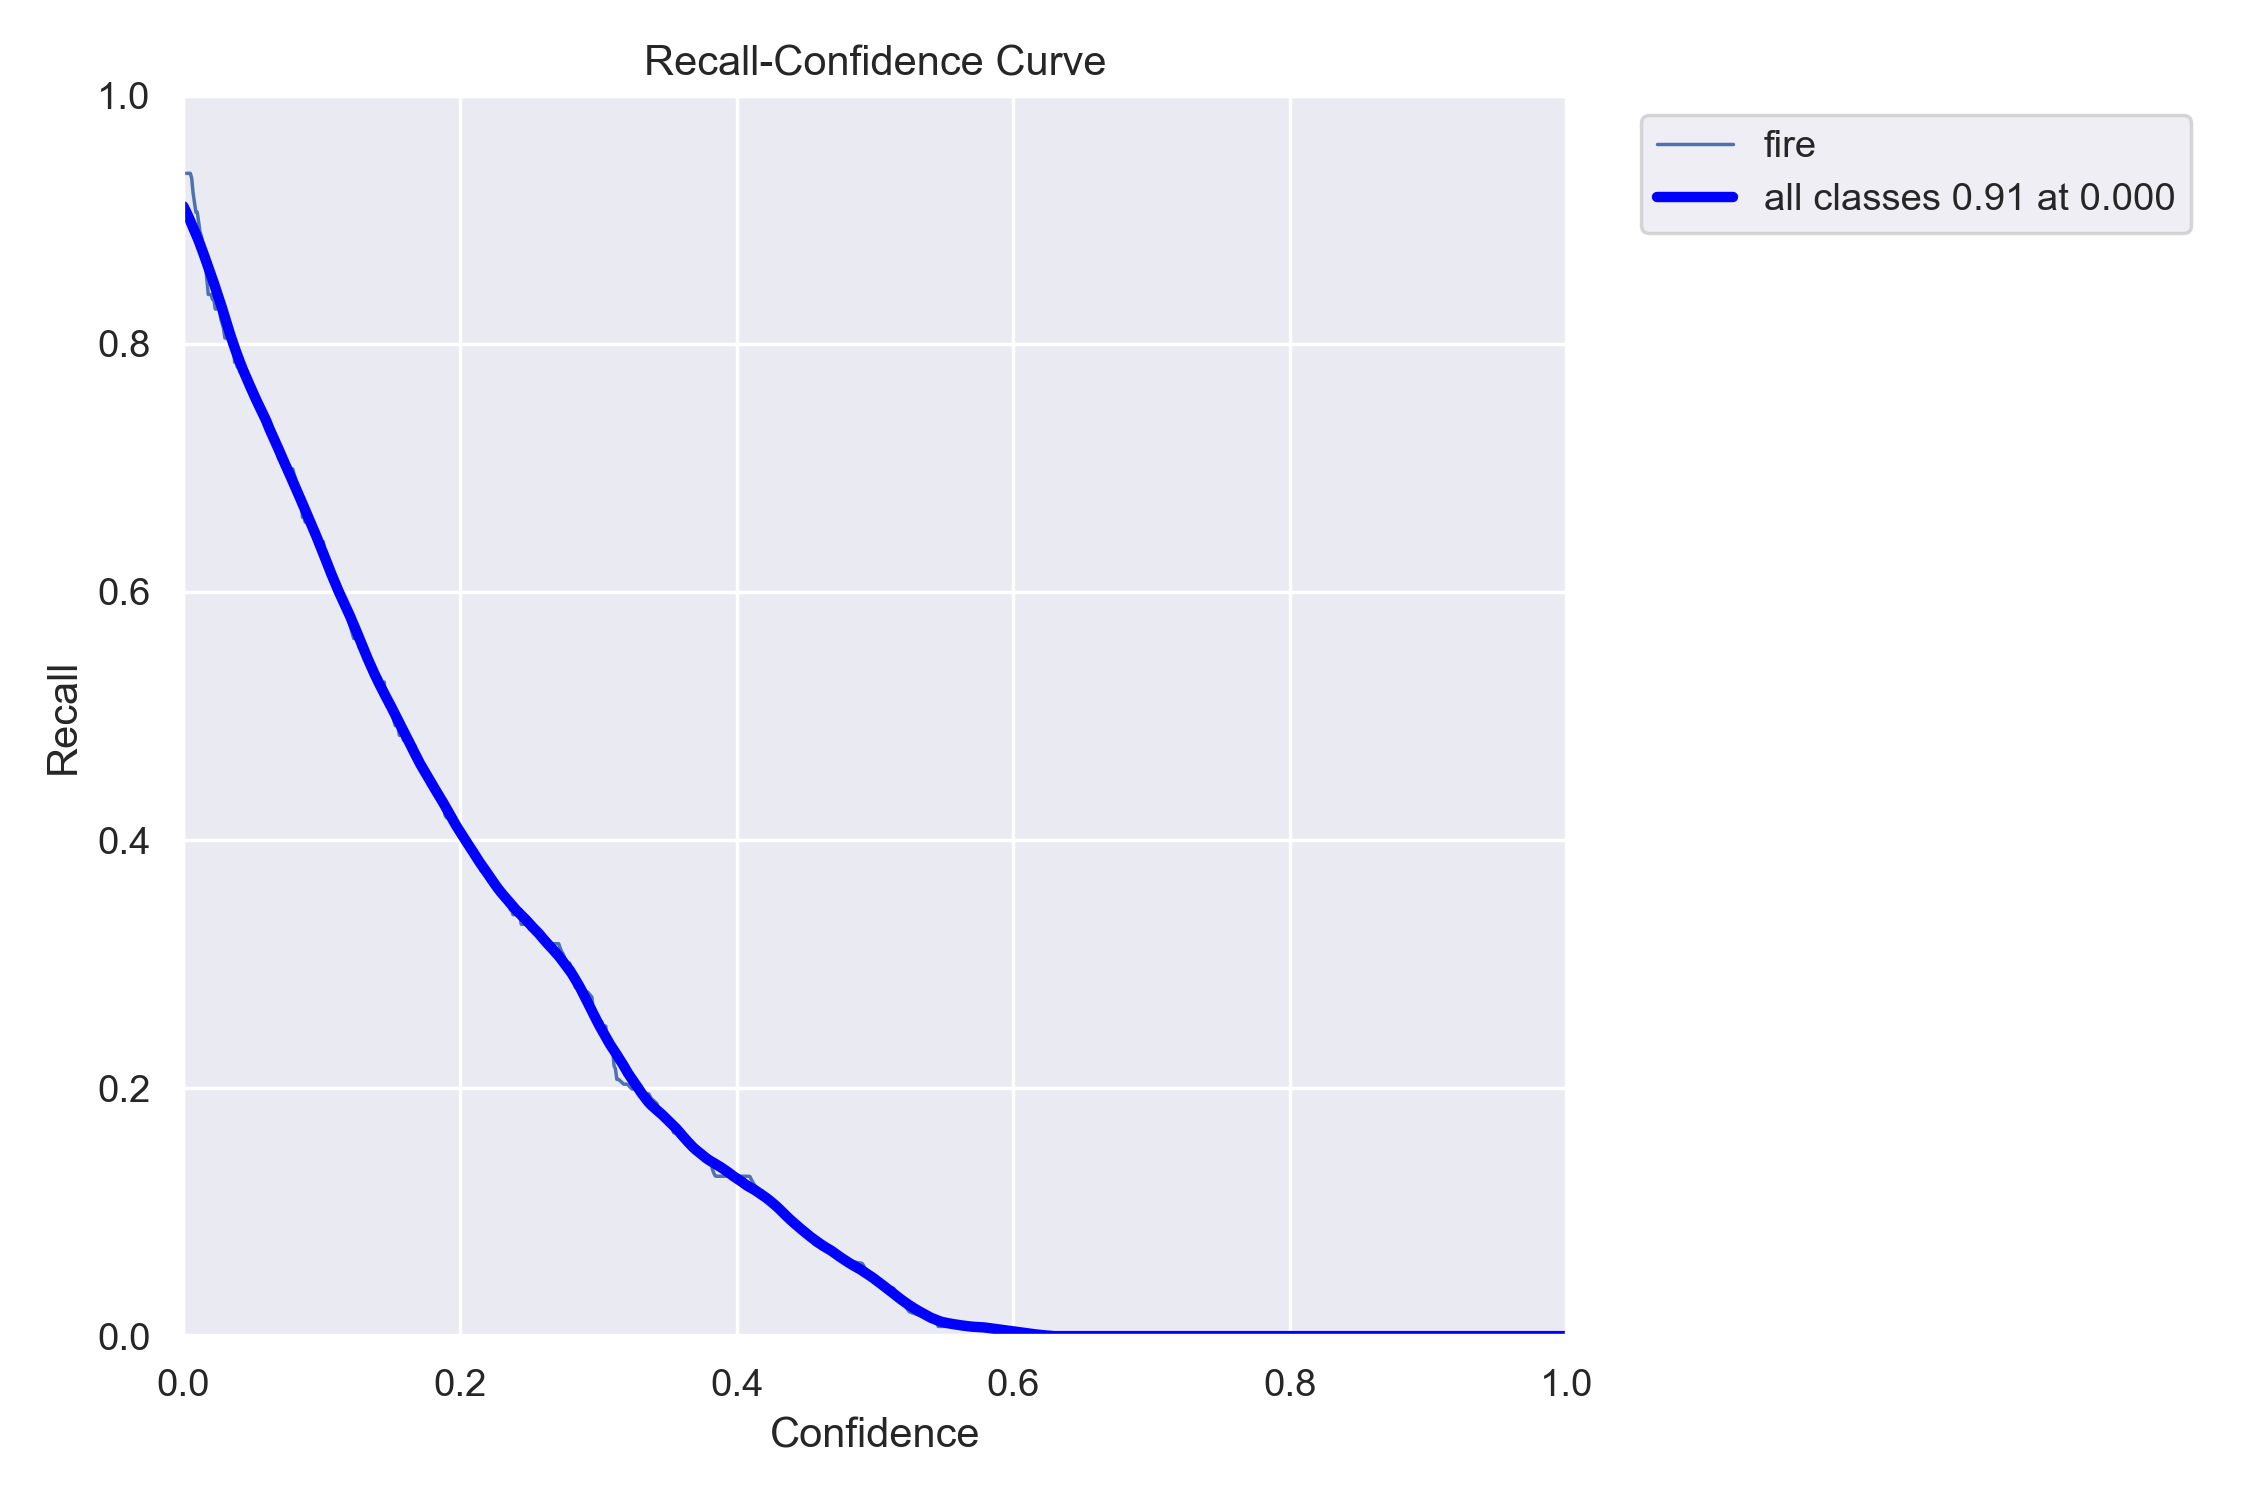 Recall-Confidence Curve
1.0
0.8
0.6
0.4
0.2
0.0
Recall
0.0 0.2 0.4 0.6 0.8 1.0
Confidence
fire
all classes 0.91 at 0.000